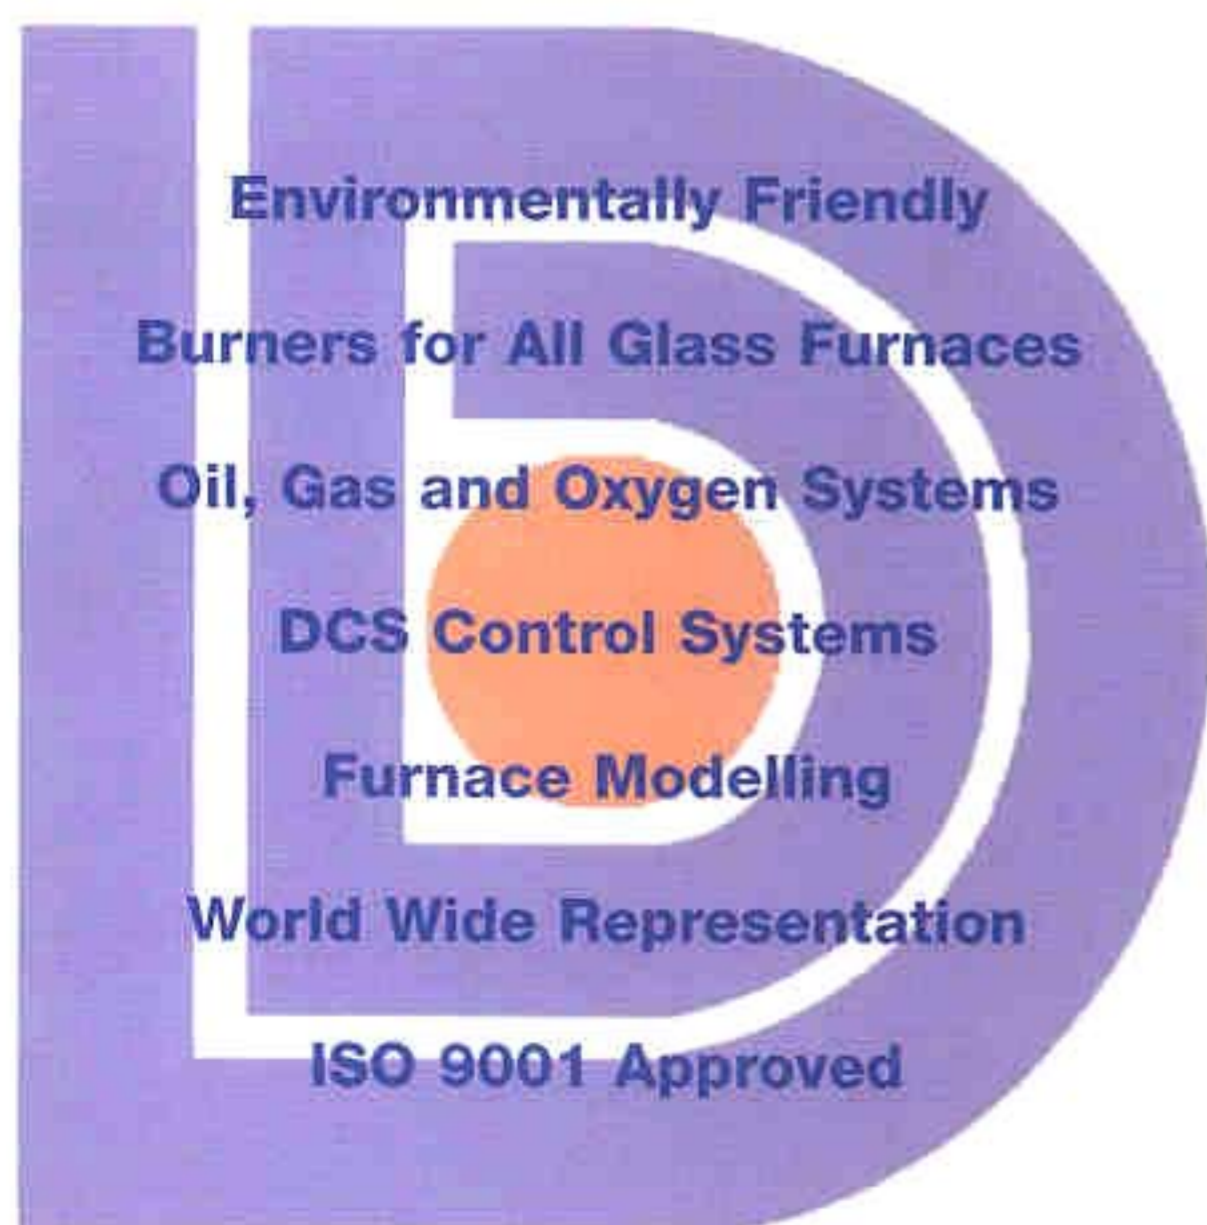 Environmentally Friendly
Burners for All Glass Furnaces
Oil, Gas and Oxygen Systems
DCS Control Systems
Furnace Modelling
World Wide Representation
ISO 9001 Approved